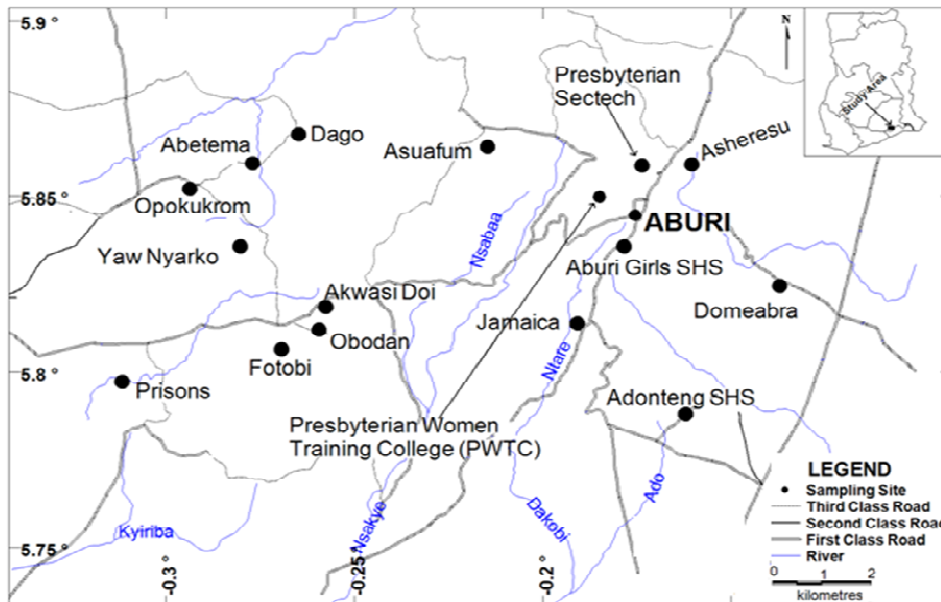 5.9 °
N
Study Area
Presbyterian
Sectech
Dago
Abetema
Asuafum
Asheresu
5.85 °
Opokukrom
ABURI
Nsabaa
Yaw Nyarko
Aburi Girls SHS
Akwasi Doi
Domeabra
Jamaica
Obodan
Ntare
Fotobi
5.8 °
Prisons
Adonteng SHS
Presbyterian Women
Training College (PWTC)
LEGEND
Sampling Site
Third Class Road
Second Class Road
First Class Road
River
Ado
Kyiriba
Nsakye
Dakobi
5.75 °
-0.3
-0.25 °
-0.2
0 1 2
kilometres